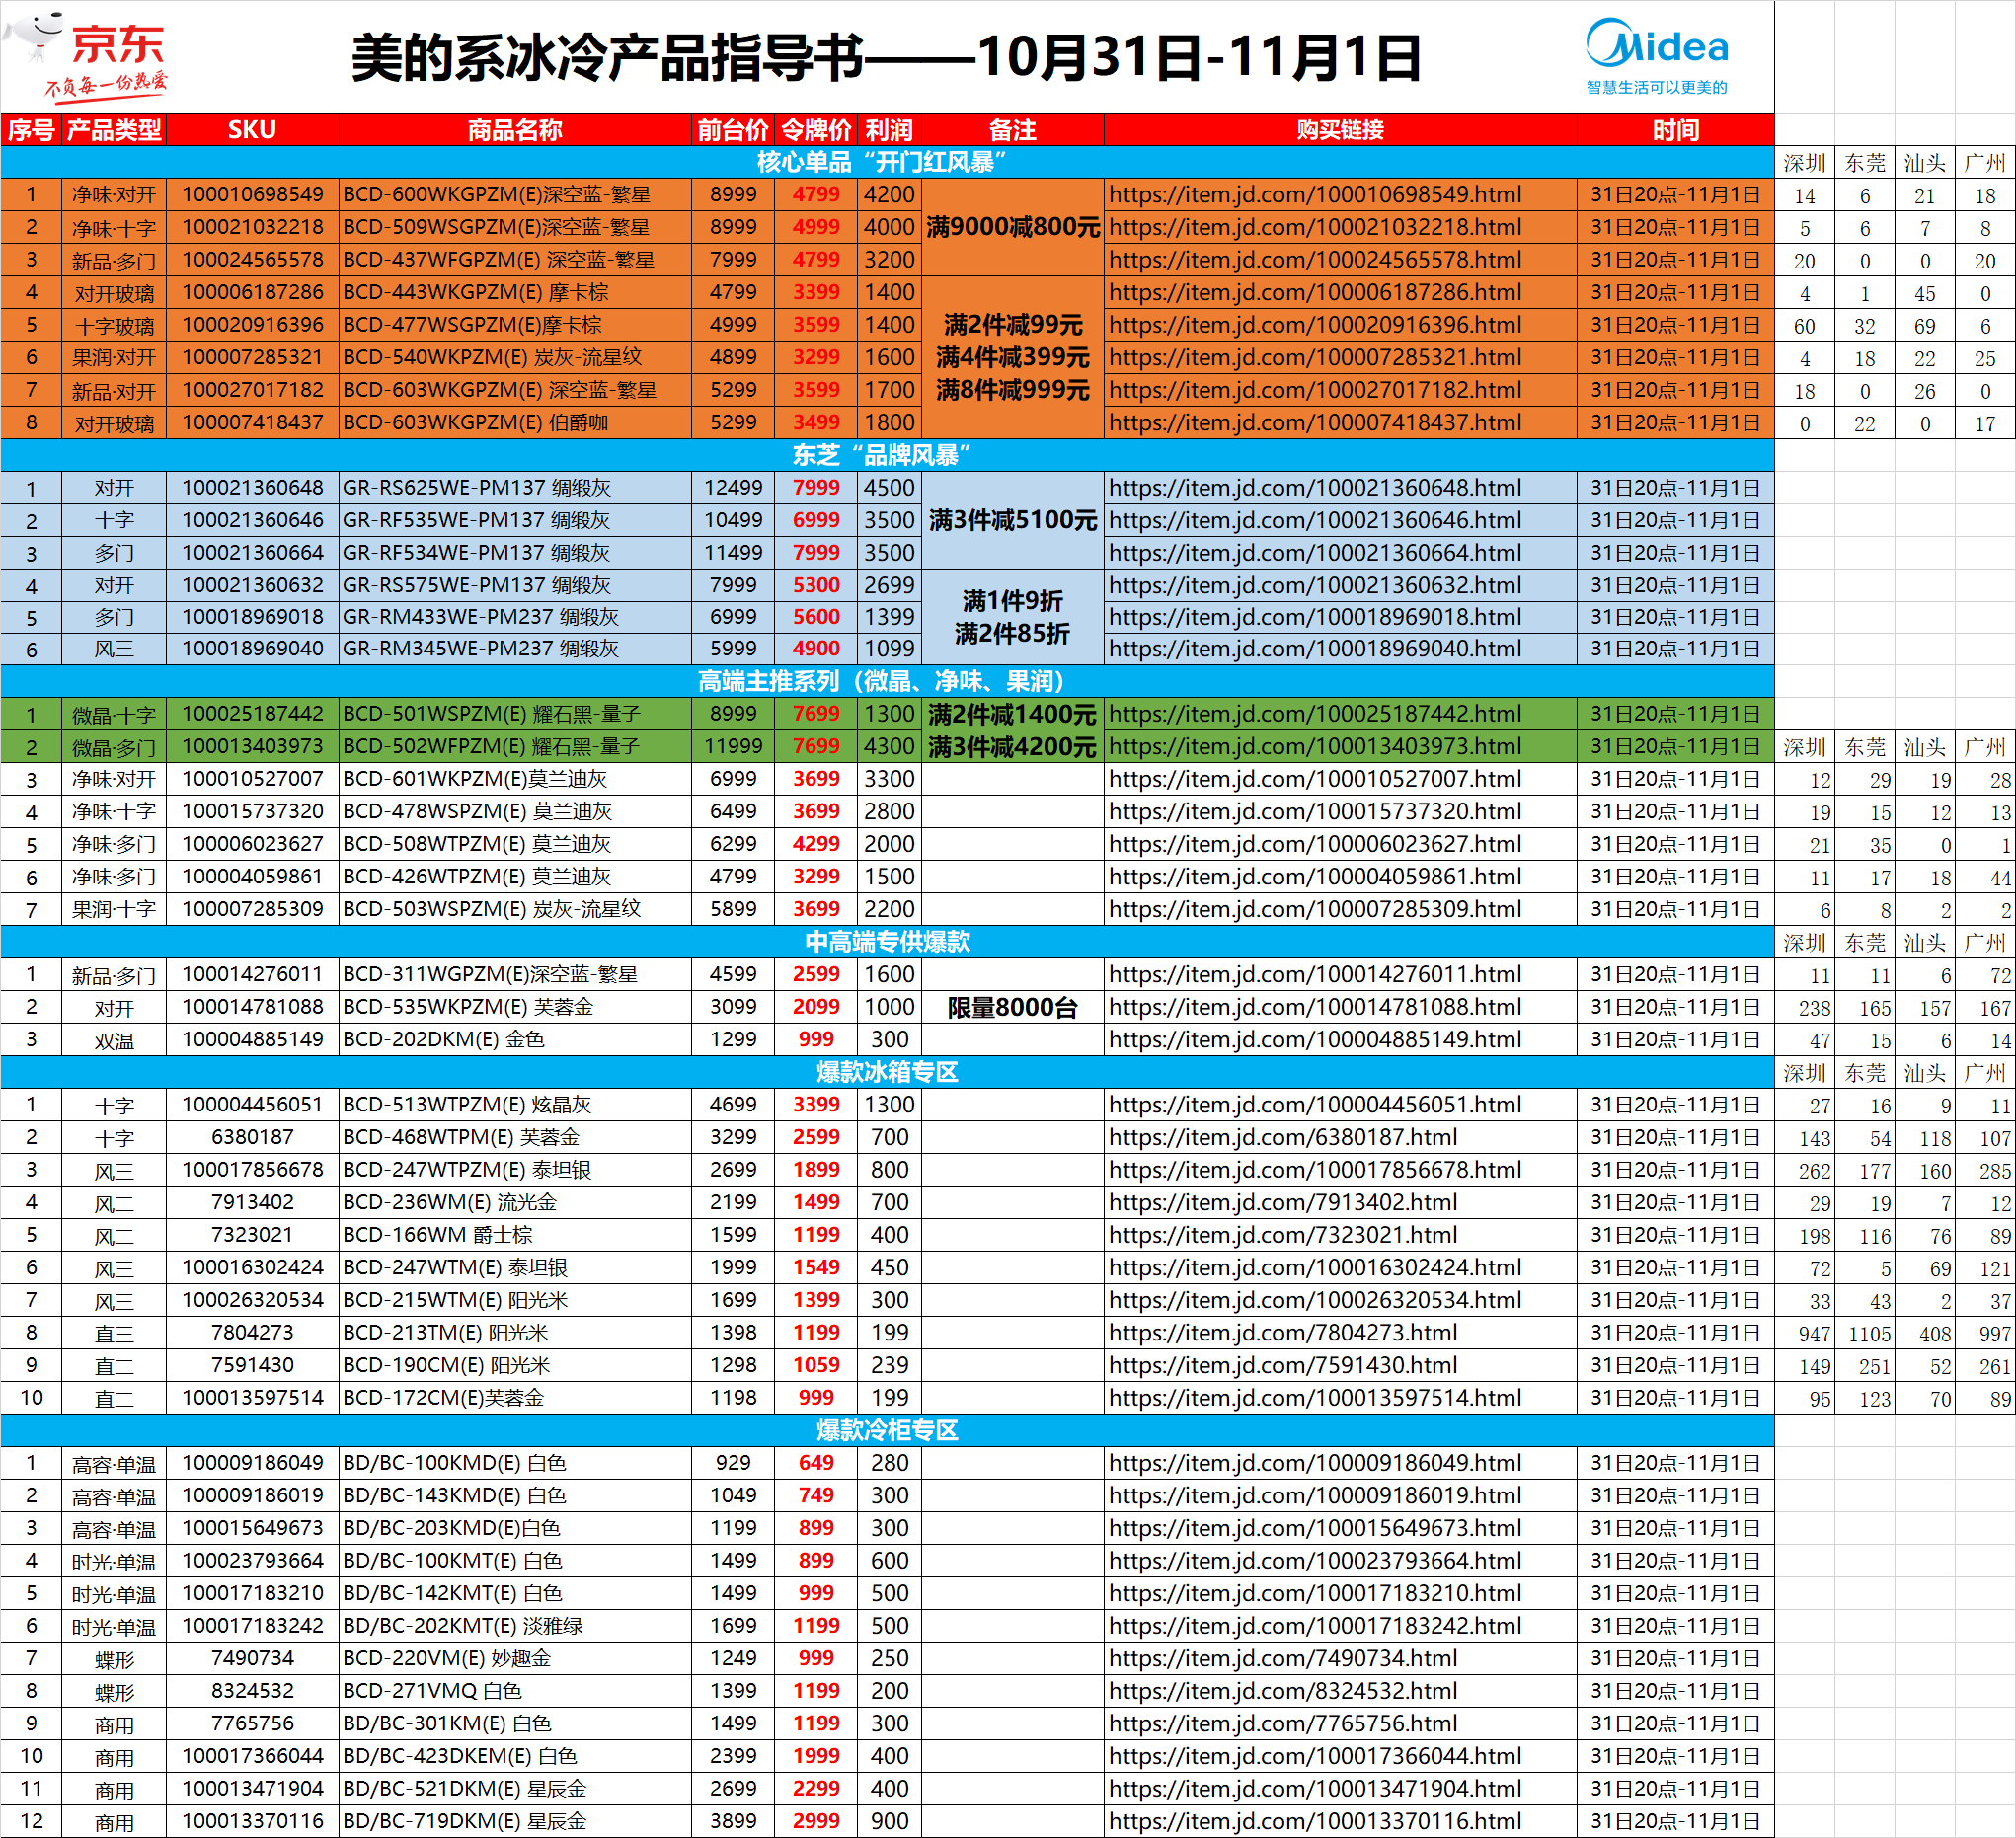 京东
不负每一份热爱
美的系冰冷产品指导书——10月31日-11月1日
Midea
智慧生活可以更美的
序号 产品类型 SKU 商品名称 前台价 令牌价 利润 备注 购买链接 时间
核心单品“开门红风暴” 深圳 东莞 汕头 广州
1 净味·对开 100010698549 BCD-600WKGPZM(E)深空蓝-繁星 8999 4799 4200 https://item.jd.com/100010698549.html 31日20点-11月1日 14 6 21 18
2 净味·十字 100021032218 BCD-509WSGPZM(E)深空蓝-繁星 8999 4999 4000 满9000减800元 https://item.jd.com/100021032218.html 31日20点-11月1日 5 6 7 8
3 新品·多门 100024565578 BCD-437WFGPZM(E) 深空蓝-繁星 7999 4799 3200 https://item.jd.com/100024565578.html 31日20点-11月1日 20 0 0 20
4 对开玻璃 100006187286 BCD-443WKGPZM(E) 摩卡棕 4799 3399 1400 https://item.jd.com/100006187286.html 31日20点-11月1日 4 1 45 0
5 十字玻璃 100020916396 BCD-477WSGPZM(E)摩卡棕 4999 3599 1400 满2件减99元 https://item.jd.com/100020916396.html 31日20点-11月1日 60 32 69 6
6 果润·对开 100007285321 BCD-540WKPZM(E) 炭灰-流星纹 4899 3299 1600 满4件减399元 https://item.jd.com/100007285321.html 31日20点-11月1日 4 18 22 25
7 新品·对开 100027017182 BCD-603WKGPZM(E) 深空蓝-繁星 5299 3599 1700 满8件减999元 https://item.jd.com/100027017182.html 31日20点-11月1日 18 0 26 0
8 对开玻璃 100007418437 BCD-603WKGPZM(E) 伯爵咖 5299 3499 1800 https://item.jd.com/100007418437.html 31日20点-11月1日 0 22 0 17
东芝“品牌风暴”
1 对开 100021360648 GR-RS625WE-PM137 绸缎灰 12499 7999 4500 https://item.jd.com/100021360648.html 31日20点-11月1日
2 十字 100021360646 GR-RF535WE-PM137 绸缎灰 10499 6999 3500 满3件减5100元 https://item.jd.com/100021360646.html 31日20点-11月1日
3 多门 100021360664 GR-RF534WE-PM137 绸缎灰 11499 7999 3500 https://item.jd.com/100021360664.html 31日20点-11月1日
4 对开 100021360632 GR-RS575WE-PM137 绸缎灰 7999 5300 2699 https://item.jd.com/100021360632.html 31日20点-11月1日
满1件9折
5 多门 100018969018 GR-RM433WE-PM237 绸缎灰 6999 5600 1399 https://item.jd.com/100018969018.html 31日20点-11月1日
满2件85折
6 风三 100018969040 GR-RM345WE-PM237 绸缎灰 5999 4900 1099 https://item.jd.com/100018969040.html 31日20点-11月1日
高端主推系列（微晶、净味、果润）
1 微晶·十字 100025187442 BCD-501WSPZM(E) 耀石黑-量子 8999 7699 1300 满2件减1400元 https://item.jd.com/100025187442.html 31日20点-11月1日
2 微晶·多门 100013403973 BCD-502WFPZM(E) 耀石黑-量子 11999 7699 4300 满3件减4200元 https://item.jd.com/100013403973.html 31日20点-11月1日 深圳 东莞 汕头 广州
3 净味·对开 100010527007 BCD-601WKPZM(E)莫兰迪灰 6999 3699 3300 https://item.jd.com/100010527007.html 31日20点-11月1日 12 29 19 28
4 净味·十字 100015737320 BCD-478WSPZM(E) 莫兰迪灰 6499 3699 2800 https://item.jd.com/100015737320.html 31日20点-11月1日 19 15 12 13
5 净味·多门 100006023627 BCD-508WTPZM(E) 莫兰迪灰 6299 4299 2000 https://item.jd.com/100006023627.html 31日20点-11月1日 21 35 0 1
6 净味·多门 100004059861 BCD-426WTPZM(E) 莫兰迪灰 4799 3299 1500 https://item.jd.com/100004059861.html 31日20点-11月1日 11 17 18 44
7 果润·十字 100007285309 BCD-503WSPZM(E) 炭灰-流星纹 5899 3699 2200 https://item.jd.com/100007285309.html 31日20点-11月1日 6 8 2 2
中高端专供爆款 深圳 东莞 汕头 广州
1 新品·多门 100014276011 BCD-311WGPZM(E)深空蓝-繁星 4599 2599 1600 https://item.jd.com/100014276011.html 31日20点-11月1日 11 11 6 72
2 对开 100014781088 BCD-535WKPZM(E) 芙蓉金 3099 2099 1000 限量8000台 https://item.jd.com/100014781088.html 31日20点-11月1日 238 165 157 167
3 双温 100004885149 BCD-202DKM(E) 金色 1299 999 300 https://item.jd.com/100004885149.html 31日20点-11月1日 47 15 6 14
爆款冰箱专区 深圳 东莞 汕头 广州
1 十字 100004456051 BCD-513WTPZM(E) 炫晶灰 4699 3399 1300 https://item.jd.com/100004456051.html 31日20点-11月1日 27 16 9 11
2 十字 6380187 BCD-468WTPM(E) 芙蓉金 3299 2599 700 https://item.jd.com/6380187.html 31日20点-11月1日 143 54 118 107
3 风三 100017856678 BCD-247WTPZM(E) 泰坦银 2699 1899 800 https://item.jd.com/100017856678.html 31日20点-11月1日 262 177 160 285
4 风二 7913402 BCD-236WM(E) 流光金 2199 1499 700 https://item.jd.com/7913402.html 31日20点-11月1日 29 19 7 12
5 风二 7323021 BCD-166WM 爵士棕 1599 1199 400 https://item.jd.com/7323021.html 31日20点-11月1日 198 116 76 89
6 风三 100016302424 BCD-247WTM(E) 泰坦银 1999 1549 450 https://item.jd.com/100016302424.html 31日20点-11月1日 72 5 69 121
7 风三 100026320534 BCD-215WTM(E) 阳光米 1699 1399 300 https://item.jd.com/100026320534.html 31日20点-11月1日 33 43 2 37
8 直三 7804273 BCD-213TM(E) 阳光米 1398 1199 199 https://item.jd.com/7804273.html 31日20点-11月1日 947 1105 408 997
9 直二 7591430 BCD-190CM(E) 阳光米 1298 1059 239 https://item.jd.com/7591430.html 31日20点-11月1日 149 251 52 261
10 直二 100013597514 BCD-172CM(E)芙蓉金 1198 999 199 https://item.jd.com/100013597514.html 31日20点-11月1日 95 123 70 89
爆款冷柜专区
1 高容·单温 100009186049 BD/BC-100KMD(E) 白色 929 649 280 https://item.jd.com/100009186049.html 31日20点-11月1日
2 高容·单温 100009186019 BD/BC-143KMD(E) 白色 1049 749 300 https://item.jd.com/100009186019.html 31日20点-11月1日
3 高容·单温 100015649673 BD/BC-203KMD(E)白色 1199 899 300 https://item.jd.com/100015649673.html 31日20点-11月1日
4 时光·单温 100023793664 BD/BC-100KMT(E) 白色 1499 899 600 https://item.jd.com/100023793664.html 31日20点-11月1日
5 时光·单温 100017183210 BD/BC-142KMT(E) 白色 1499 999 500 https://item.jd.com/100017183210.html 31日20点-11月1日
6 时光·单温 100017183242 BD/BC-202KMT(E) 淡雅绿 1699 1199 500 https://item.jd.com/100017183242.html 31日20点-11月1日
7 蝶形 7490734 BCD-220VM(E) 妙趣金 1249 999 250 https://item.jd.com/7490734.html 31日20点-11月1日
8 蝶形 8324532 BCD-271VMQ 白色 1399 1199 200 https://item.jd.com/8324532.html 31日20点-11月1日
9 商用 7765756 BD/BC-301KM(E) 白色 1499 1199 300 https://item.jd.com/7765756.html 31日20点-11月1日
10 商用 100017366044 BD/BC-423DKEM(E) 白色 2399 1999 400 https://item.jd.com/100017366044.html 31日20点-11月1日
11 商用 100013471904 BD/BC-521DKM(E) 星辰金 2699 2299 400 https://item.jd.com/100013471904.html 31日20点-11月1日
12 商用 100013370116 BD/BC-719DKM(E) 星辰金 3899 2999 900 https://item.jd.com/100013370116.html 31日20点-11月1日